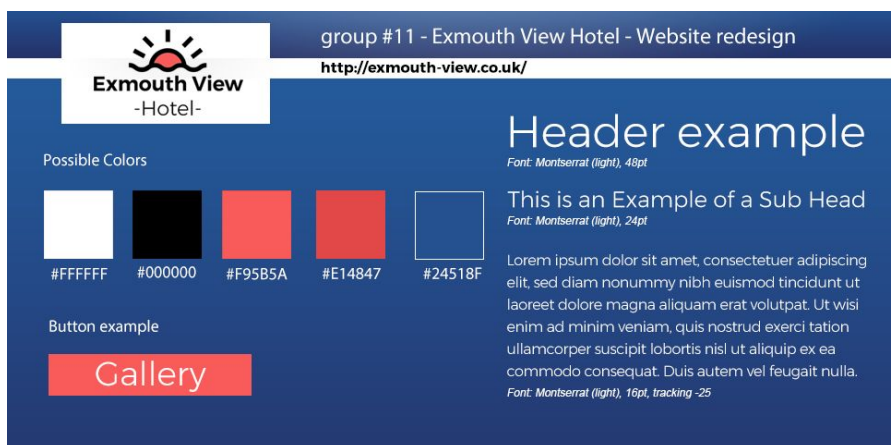 group #11 - Exmouth View Hotel - Website redesign
http://exmouth-view.co.uk/
Exmouth View
-Hotel-
Possible Colors
#FFFFFF
#000000
#F95B5A
#E14847
#24518F
Button example
Gallery
Header example
Font: Montserrat (light), 48pt
This is an Example of a Sub Head
Font: Montserrat (light), 24pt
Lorem ipsum dolor sit amet, consectetuer adipiscing
elit, sed diam nonummy nibh euismod tincidunt ut
laoreet dolore magna aliquam erat volutpat. Ut wisi
enim ad minim veniam, quis nostrud exerci tation
ullamcorper suscipit lobortis nisl ut aliquip ex ea
commodo consequat. Duis autem vel feugait nulla.
Font: Montserrat (light), 16pt, tracking -25